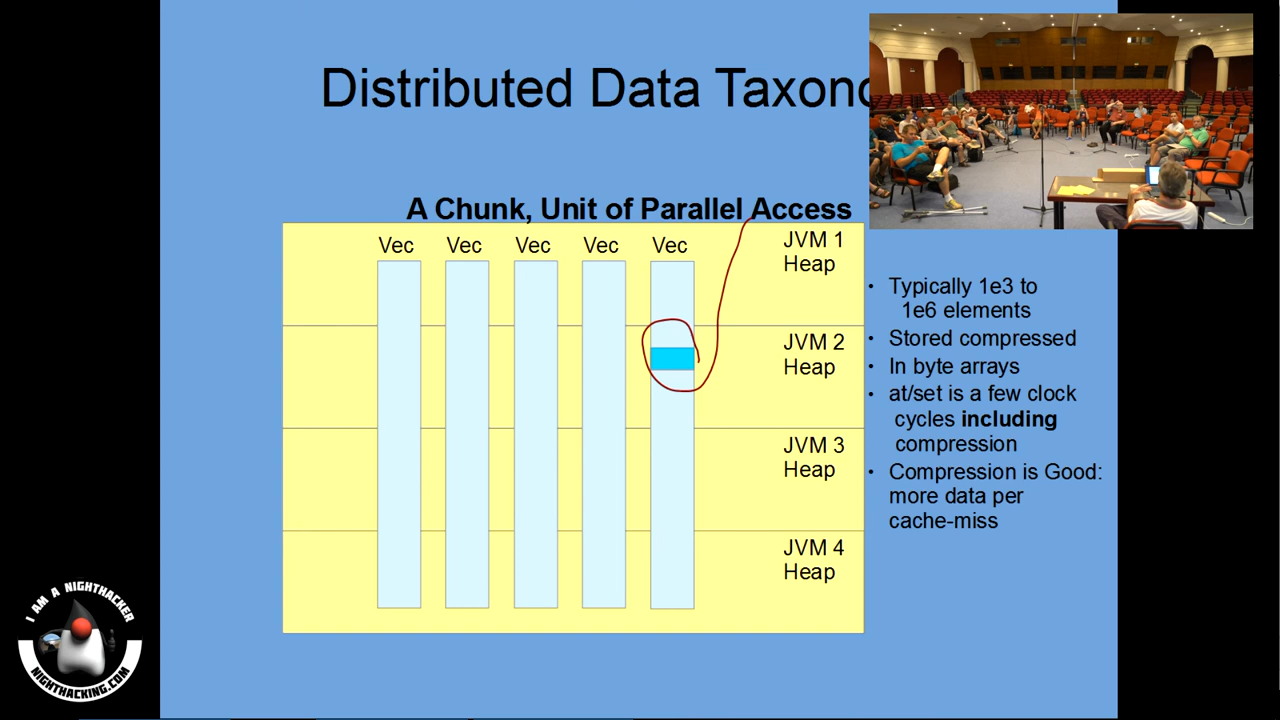 Distributed Data Taxono
A Chunk, Unit of Parallel Access
Vec Vec Vec Vec Vec
JVM 1
Heap
JVM 2
Heap
JVM 3
Heap
JVM 4
Heap
• Typically 1e3 to
1e6 elements
• Stored compressed
• In byte arrays
• at/set is a few clock
cycles including
compression
• Compression is Good:
more data per
cache-miss
I AM A NIGHTHACKER
NIGHTHACKING.COM